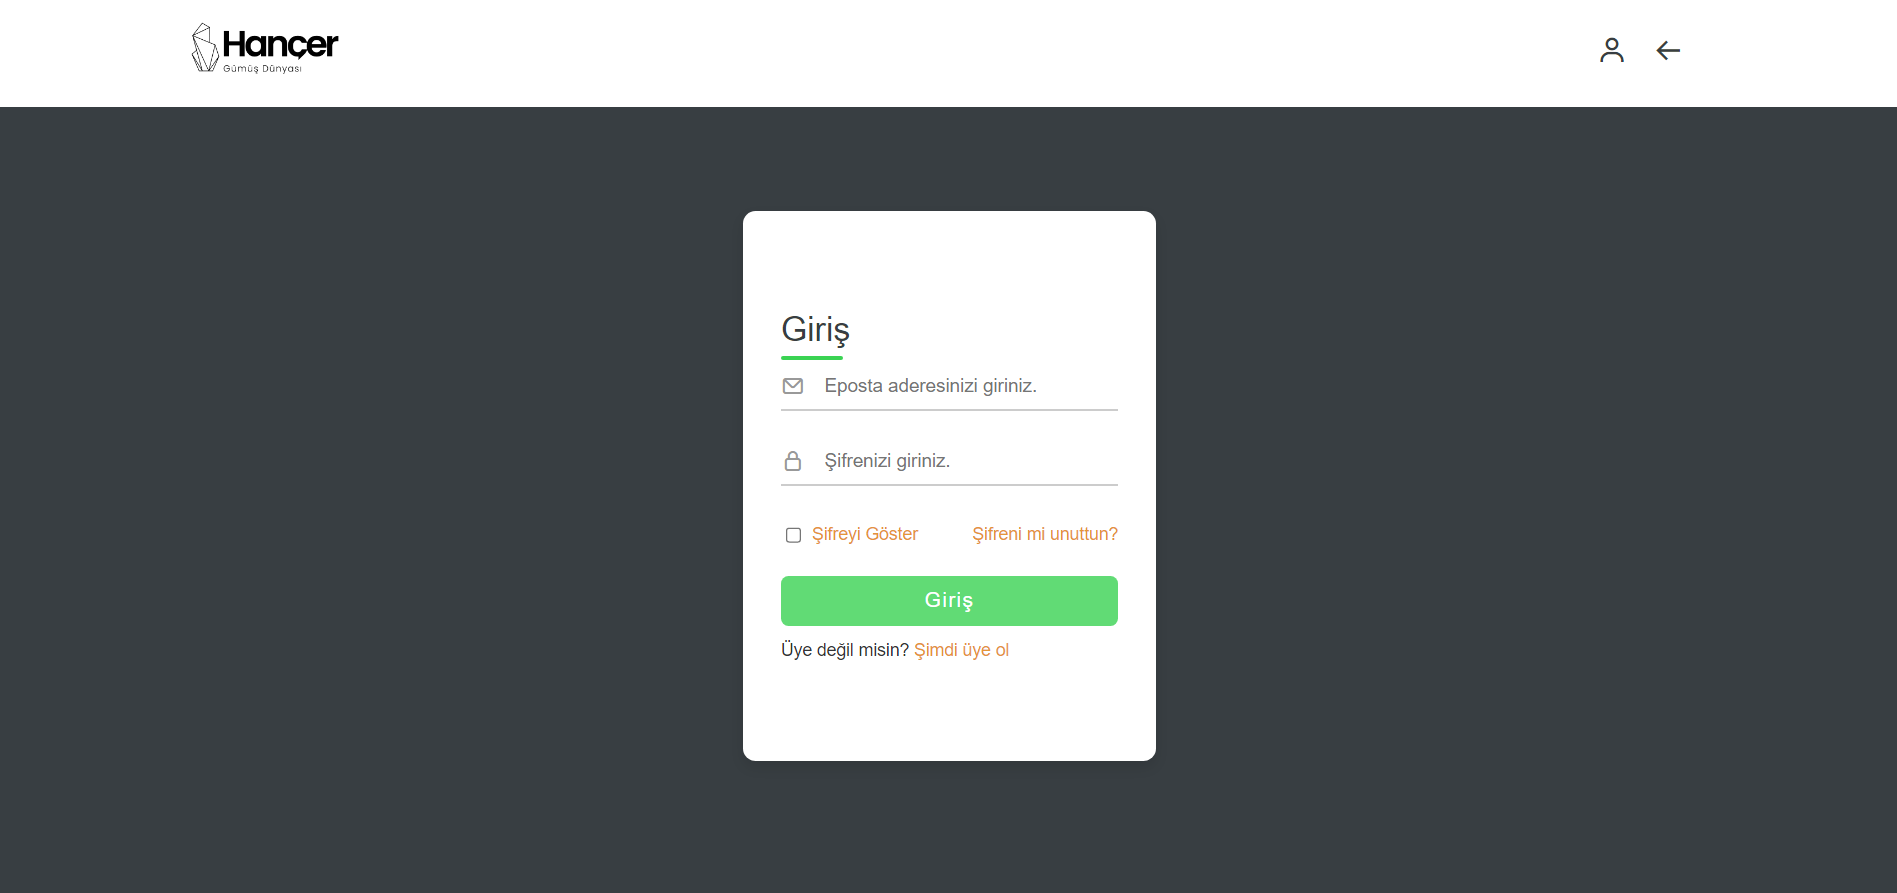 Hançer
Gümüş Dünyası
Giriş
Eposta aderesinizi giriniz.
Şifrenizi giriniz.
Şifreyi Göster Şifreni mi unuttun?
Giriş
Üye değil misin? Şimdi üye ol